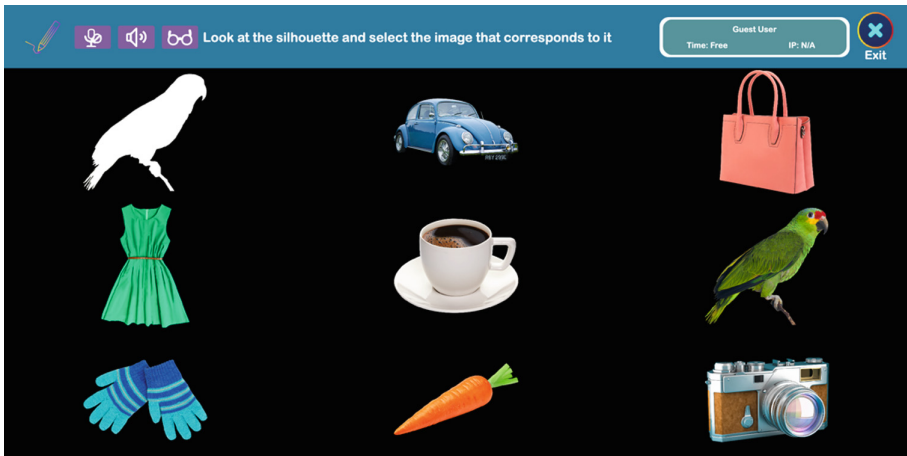 Look at the silhouette and select the image that corresponds to it
Guest User
Time: Free IP: N/A
Exit